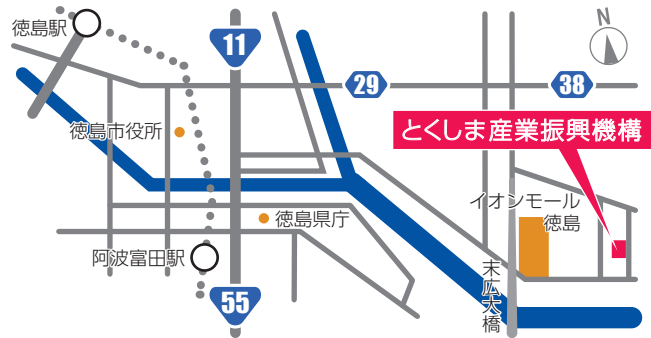 徳島駅
11
N
29
38
とくしま産業振興機構
徳島市役所
イオンモール
徳島
徳島県庁
阿波富田駅
末広大橋
55